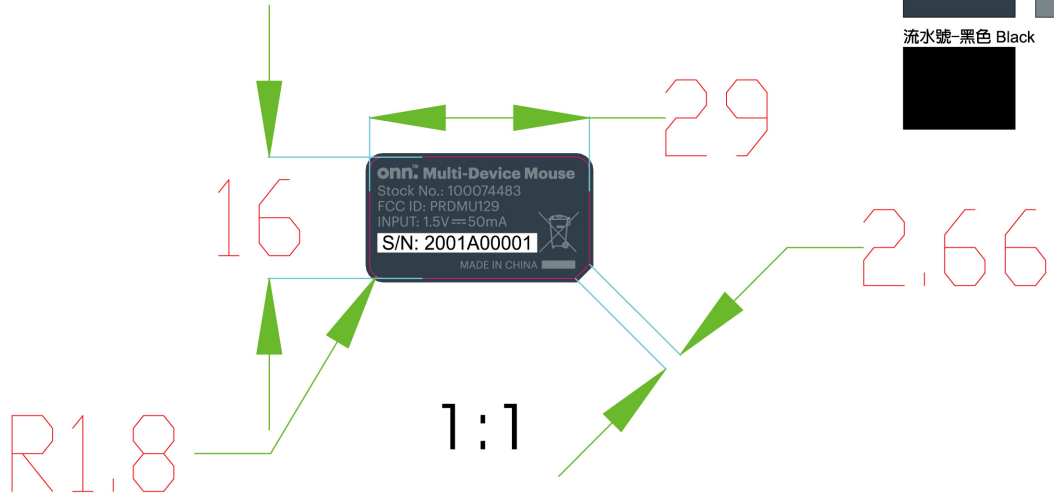 流水號-黑色 Black
29
onn.™ Multi-Device Mouse
Stock No.: 100074483
FCC ID: PRDMU129
INPUT: 1.5V⎓50mA
S/N: 2001A00001
MADE IN CHINA
16
2.66
R1.8
1:1